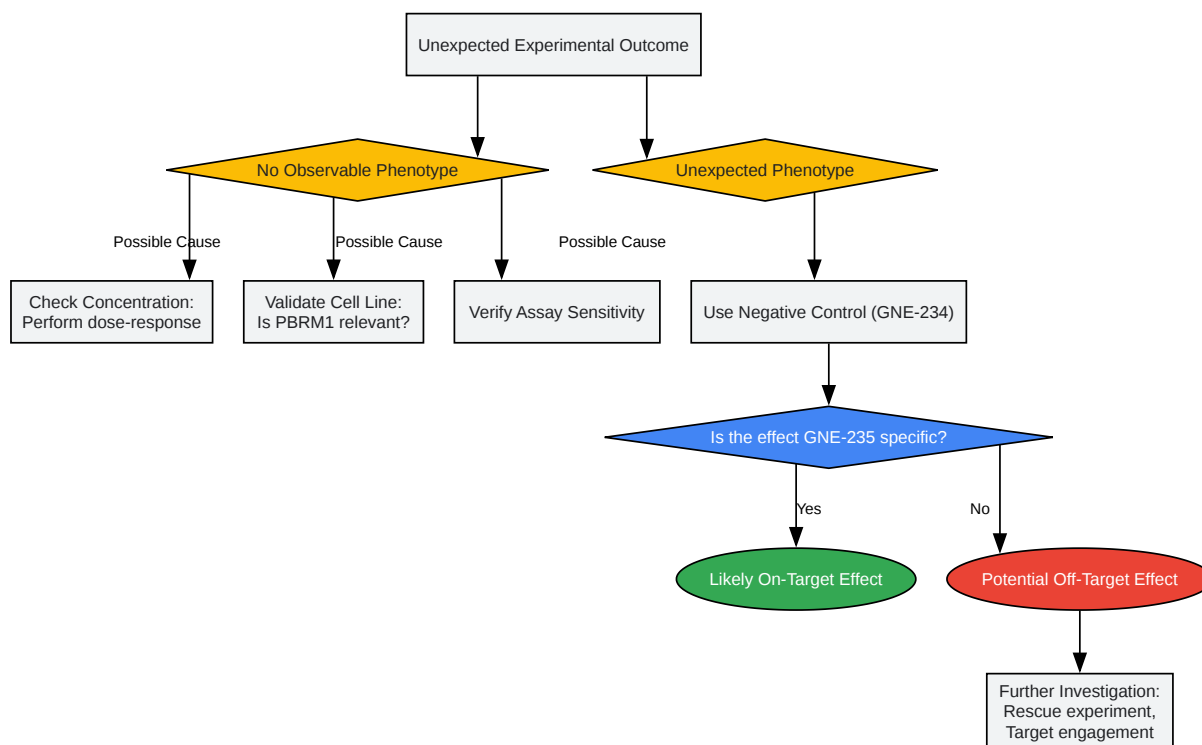 Unexpected Experimental Outcome
No Observable Phenotype
Unexpected Phenotype
Possible Cause
Possible Cause
Possible Cause
Check Concentration:
Perform dose-response
Validate Cell Line:
Is PBRM1 relevant?
Verify Assay Sensitivity
Use Negative Control (GNE-234)
Is the effect GNE-235 specific?
Yes
No
Likely On-Target Effect
Potential Off-Target Effect
Further Investigation:
Rescue experiment,
Target engagement